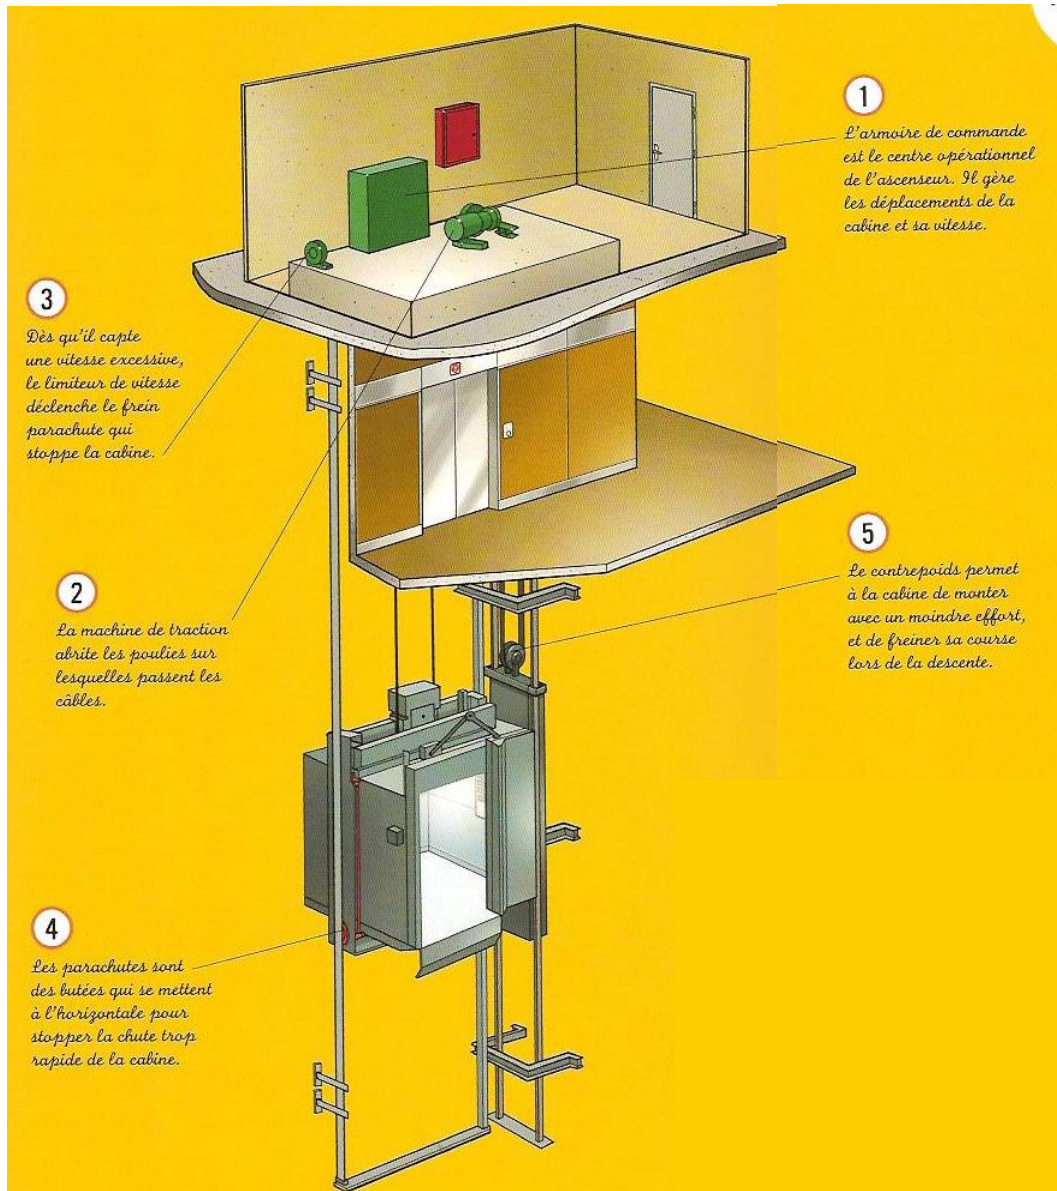 1
L'armoire de commande
est le centre opérationnel
de l'ascenseur. Il gère
les déplacements de la
cabine et sa vitesse.
3
Dès qu'il capte
une vitesse excessive,
le limiteur de vitesse
déclenche le frein
parachute qui
stoppe la cabine.
2
La machine de traction
abrite les poulies sur
lesquelles passent les
câbles.
5
Le contrepoids permet
à la cabine de monter
avec un moindre effort,
et de freiner sa course
lors de la descente.
4
Les parachutes sont
des butées qui se mettent
à l'horizontale pour
stopper la chute trop
rapide de la cabine.